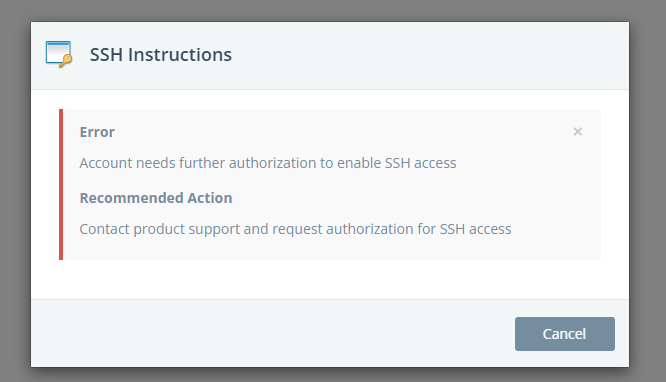 SSH Instructions
Error
×
Account needs further authorization to enable SSH access
Recommended Action
Contact product support and request authorization for SSH access
Cancel